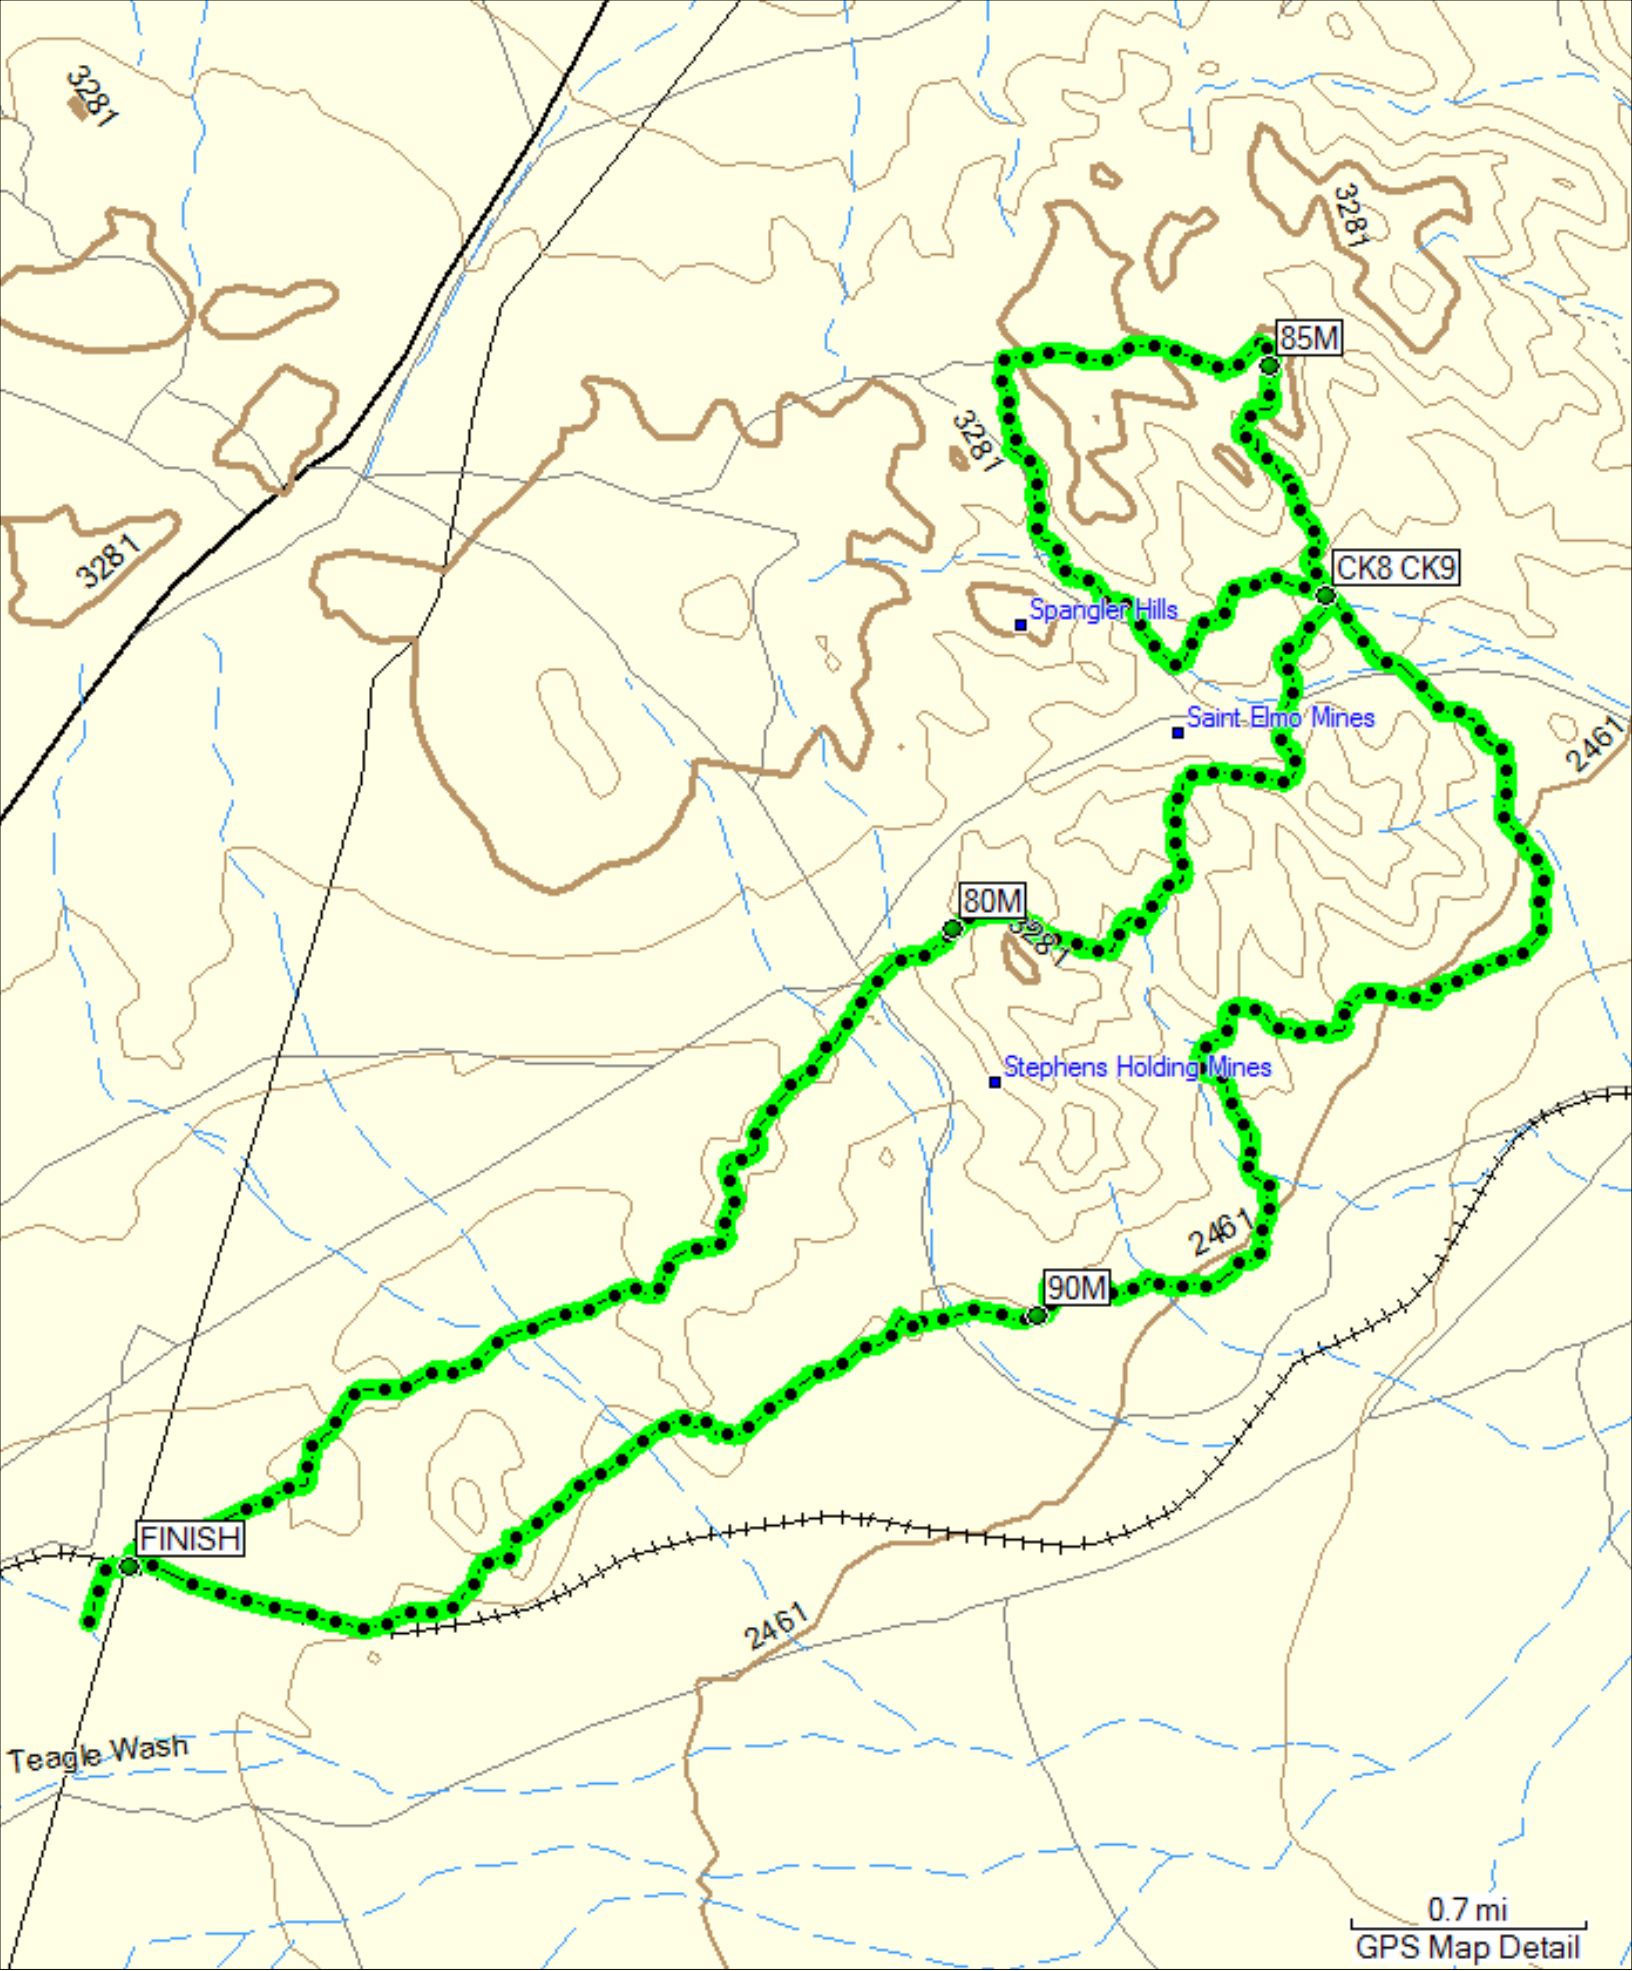 3281
3281
85M
3281
3281
CK8 CK9
Spangler Hills
Saint Elmo Mines
2461
80M
3281
Stephens Holding Mines
2461
90M
FINISH
2461
Teagle Wash
0.7 mi
GPS Map Detail